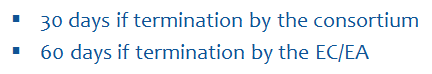 ▪ 30 days if termination by the consortium
▪ 60 days if termination by the EC/EA